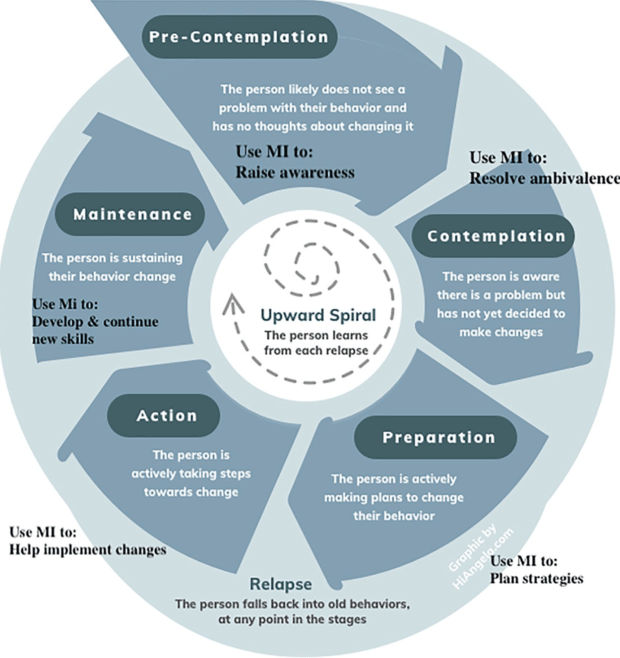 Pre-Contemplation
The person likely does not see a
problem with their behavior and
has no thoughts about changing it
Use MI to:
Raise awareness
Use MI to:
Resolve ambivalence
Contemplation
The person is aware
there is a problem but
has not yet decided to
make changes
Preparation
The person is actively
making plans to change
their behavior
Graphic by
HiAngelo.com
Use MI to:
Plan strategies
Action
The person is
actively taking steps
towards change
Use MI to:
Help implement changes
Maintenance
The person is sustaining
their behavior change
Use Mi to:
Develop & continue
new skills
Upward Spiral
The person learns
from each relapse
Relapse
The person falls back into old behaviors,
at any point in the stages